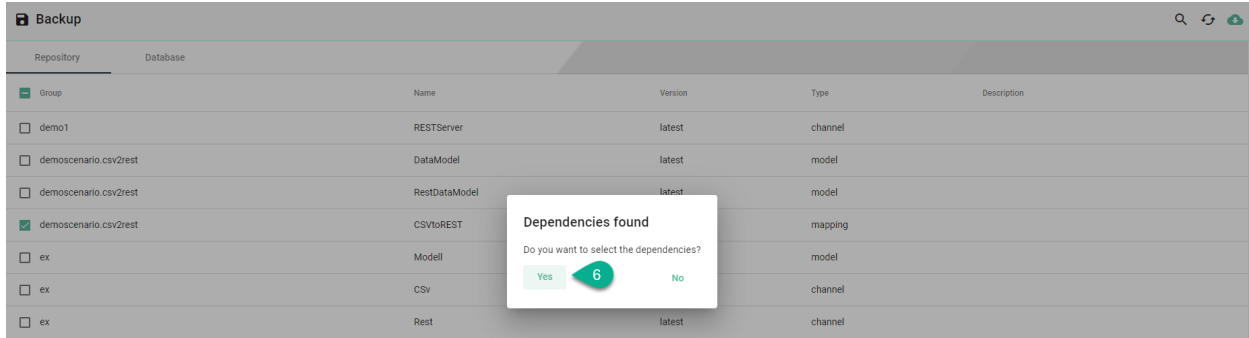 Backup
Repository Database
Group Name Version Type Description
demo1 RESTServer latest channel
demoscenario.csv2rest DataModel latest model
demoscenario.csv2rest RestDataModel latest model
demoscenario.csv2rest CSVtoREST mapping
ex Modell model
ex CSv channel
ex Rest latest channel
Dependencies found
Do you want to select the dependencies?
Yes 6 No